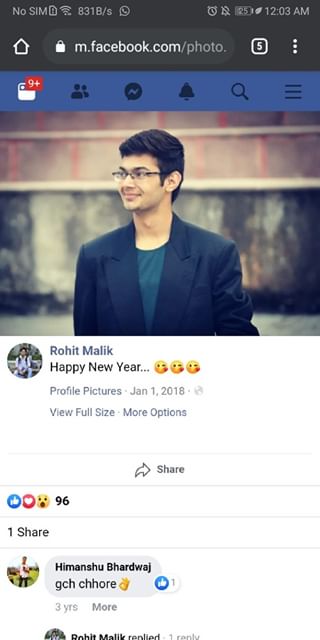 No SIM 831B/s 25 12:03 AM
m.facebook.com/photo. 5
9+
Rohit Malik
Happy New Year... 😘😘😘
Profile Pictures · Jan 1, 2018 ·
View Full Size · More Options
Share
96
1 Share
Himanshu Bhardwaj
gch chhore👌 1
3 yrs More
Rohit Malik replied · 1 reply